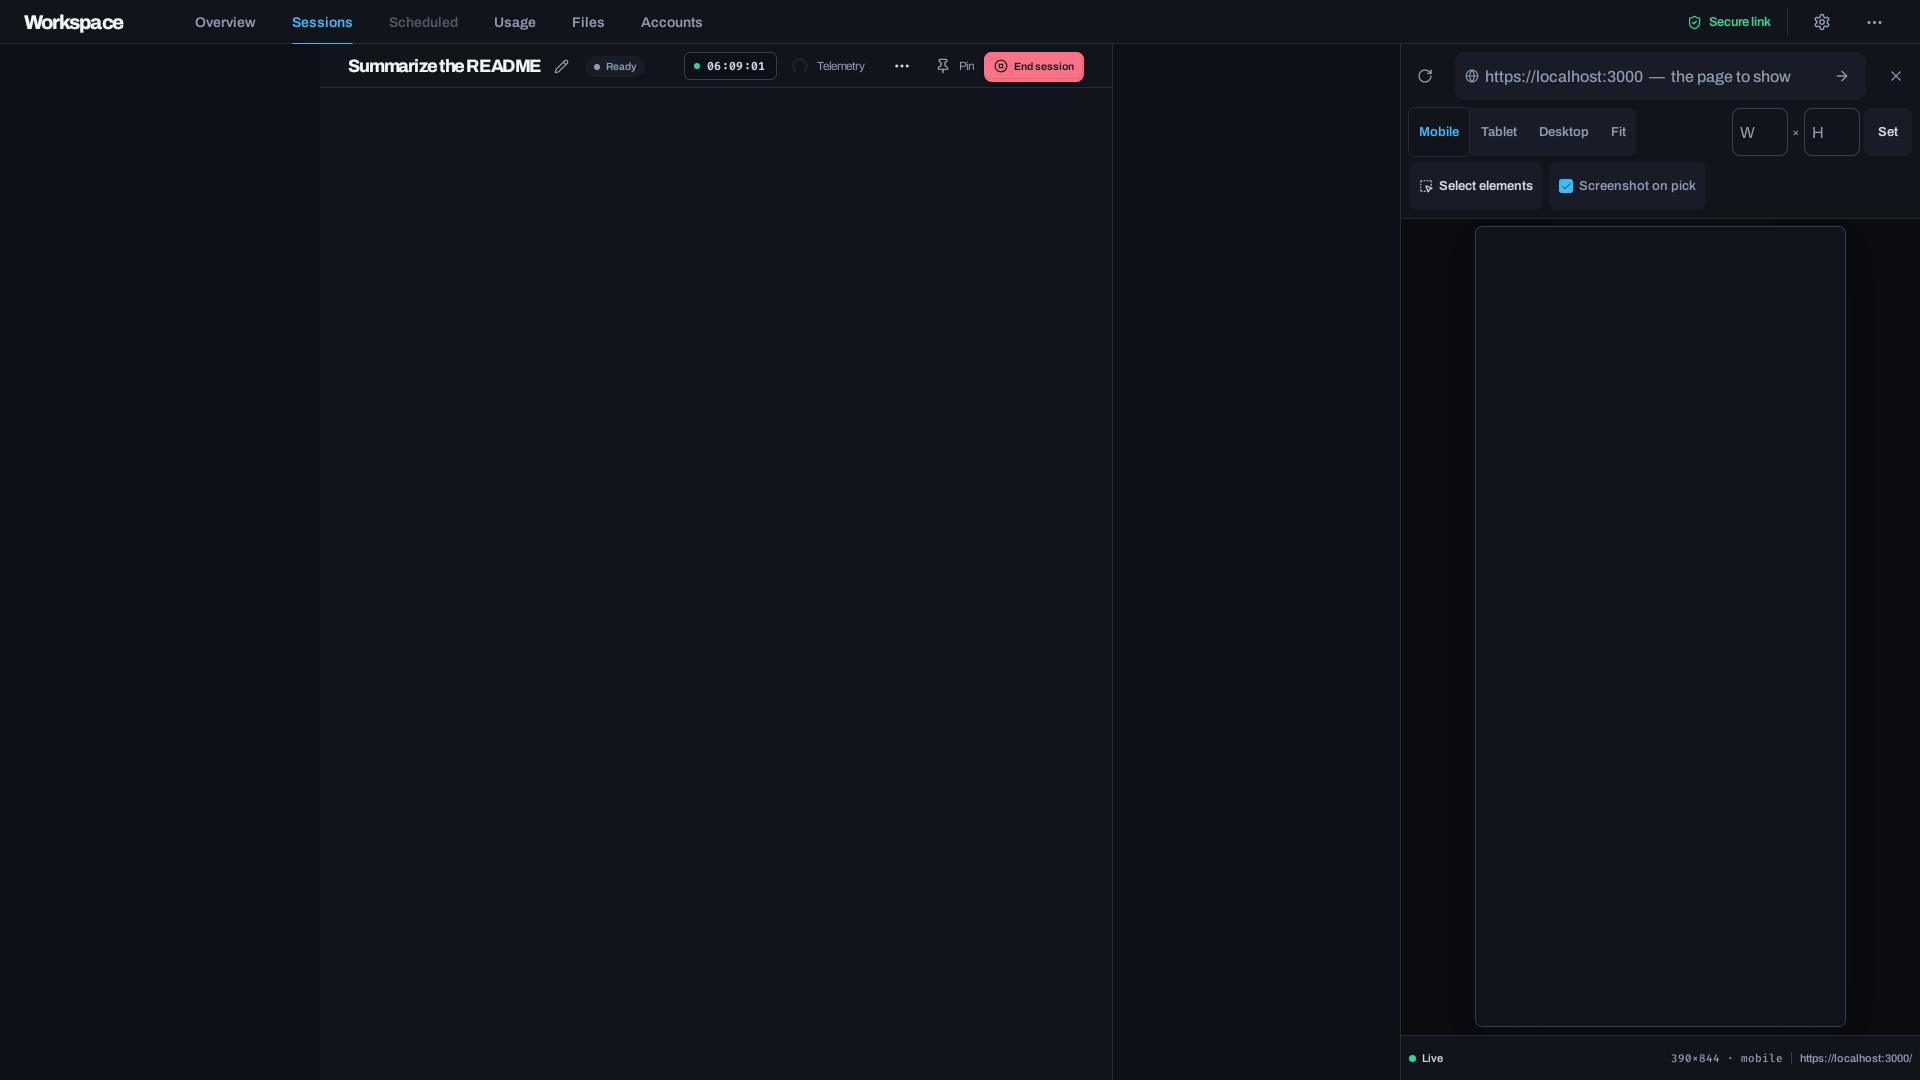 Workspace Overview Sessions Scheduled Usage Files Accounts Secure link
Summarize the README Ready 06:09:01 Telemetry Pin End session
https://localhost:3000 — the page to show
Mobile Tablet Desktop Fit W × H Set
Select elements Screenshot on pick
Live 390×844 · mobile https://localhost:3000/